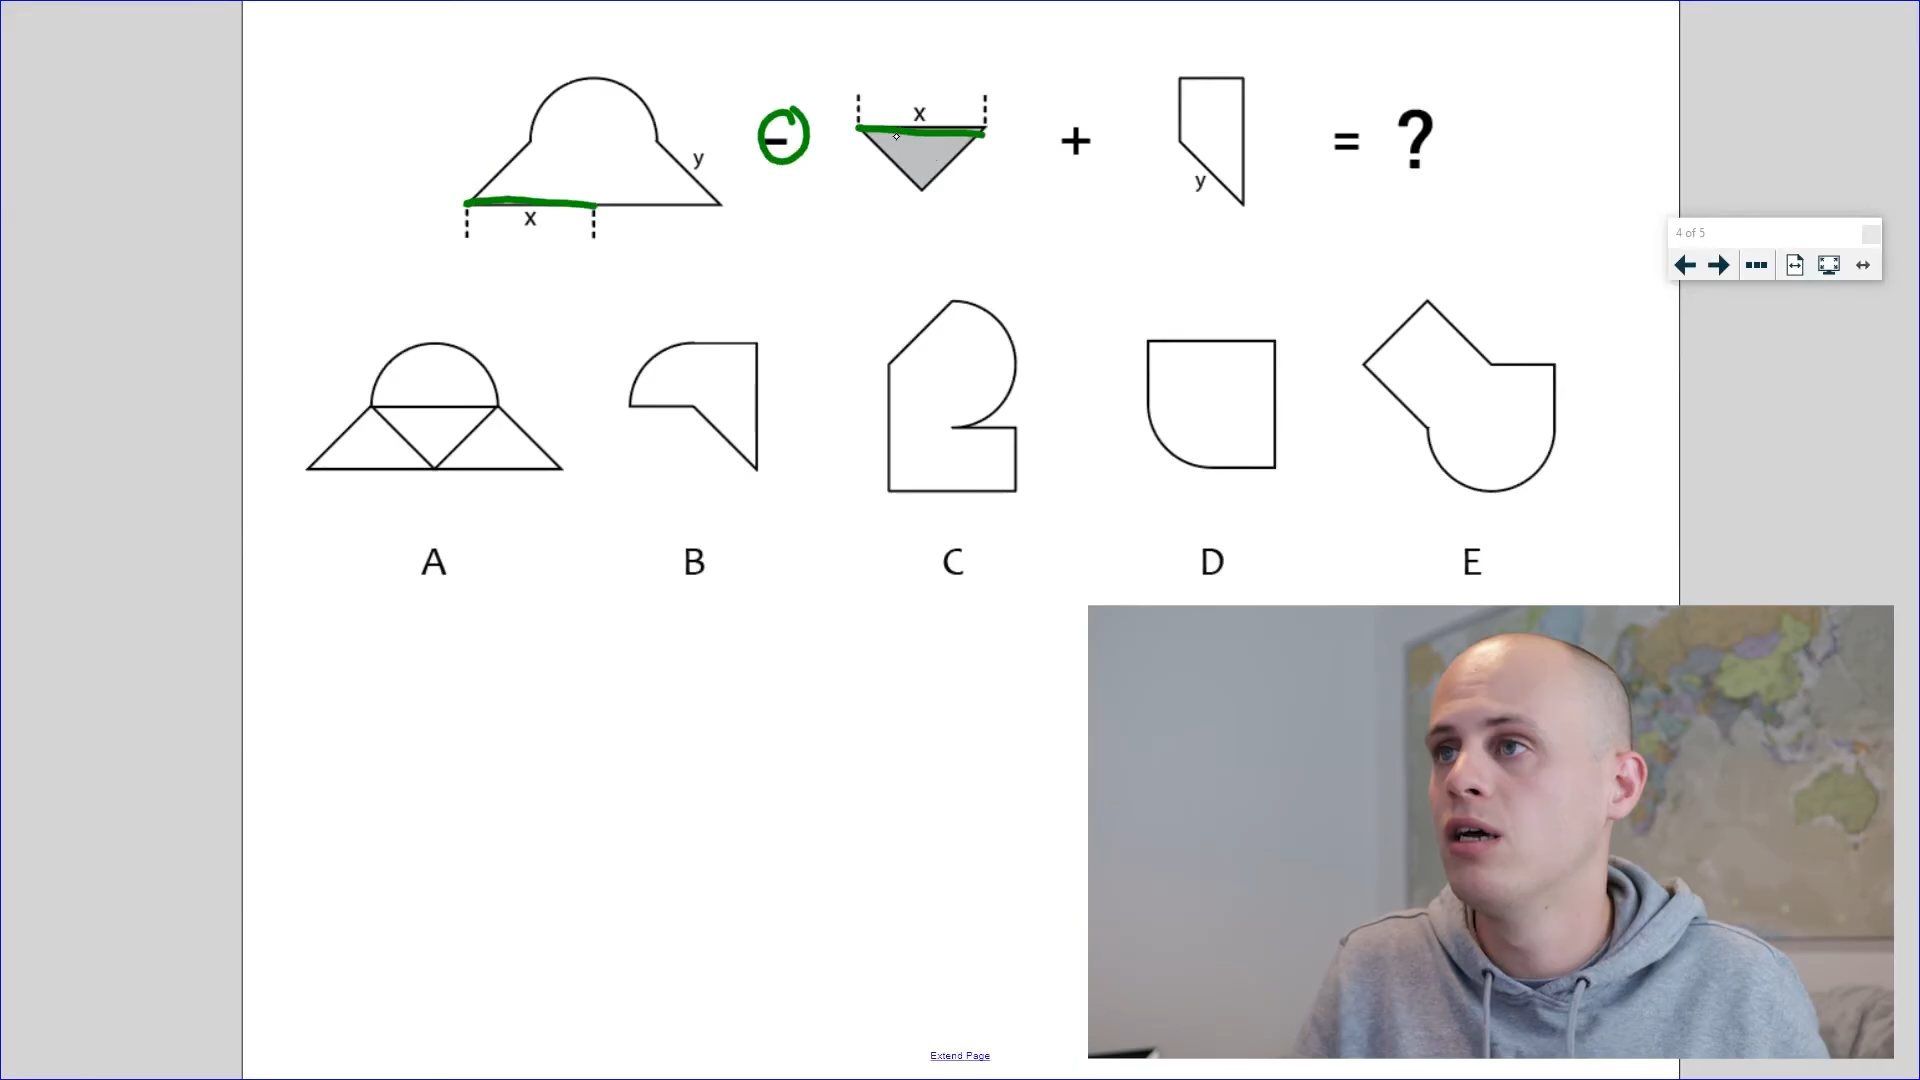 x
y
-
x
+
y
= ?
x
4 of 5
A B C D E
Extend Page